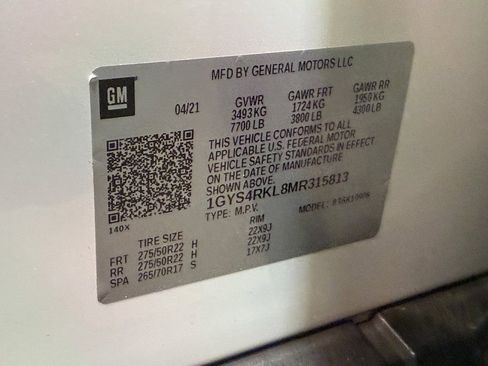 GM
MFD BY GENERAL MOTORS LLC
04/21 GVWR GAWR FRT GAWR RR
3493 KG 1724 KG 1950 KG
7700 LB 3800 LB 4300 LB
THIS VEHICLE CONFORMS TO ALL
APPLICABLE U.S. FEDERAL MOTOR
VEHICLE SAFETY STANDARDS IN EFFECT
ON THE DATE OF MANUFACTURE
SHOWN ABOVE.
1GYS4RKL8MR315813
TYPE: M.P.V. MODEL:
140X
TIRE SIZE RIM
FRT 275/50R22 H 22X9J
RR 275/50R22 H 22X9J
SPA 265/70R17 S 17X7J